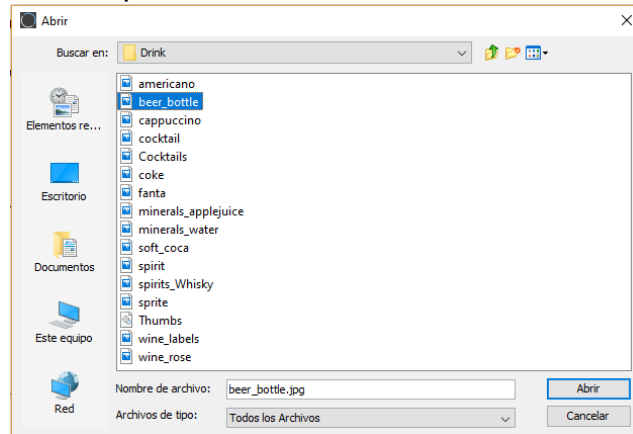 Abrir
Buscar en: Drink
americano
beer_bottle
cappuccino
cocktail
Cocktails
coke
fanta
minerals_applejuice
minerals_water
soft_coca
spirit
spirits_Whisky
sprite
Thumbs
wine_labels
wine_rose
Elementos re...
Escritorio
Documentos
Este equipo
Red
Nombre de archivo: beer_bottle.jpg Abrir
Archivos de tipo: Todos los Archivos Cancelar